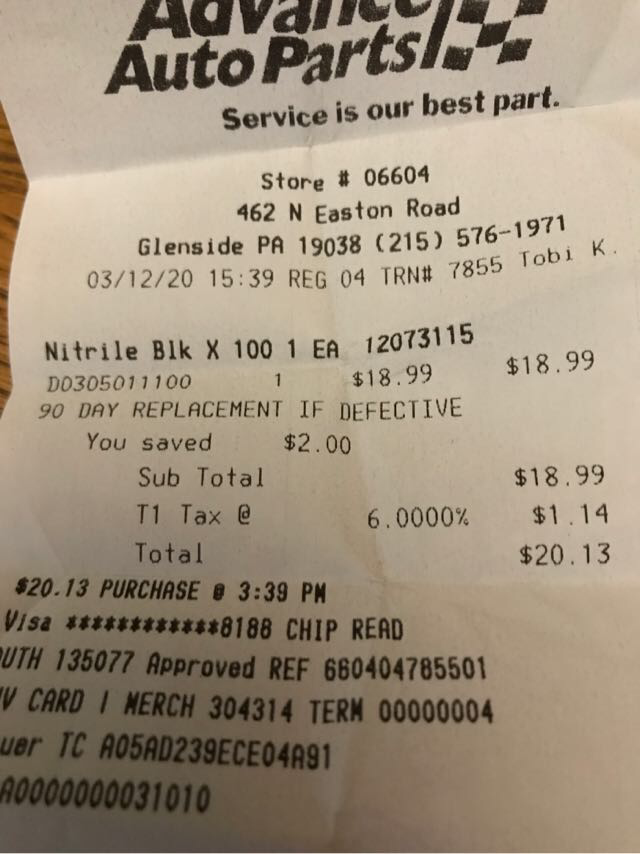 Advance
Auto Parts
Service is our best part.
Store # 06604
462 N Easton Road
Glenside PA 19038 (215) 576-1971
03/12/20 15:39 REG 04 TRN# 7855 Tobi K.
Nitrile Blk X 100 1 EA 12073115
D0305011100 1 $18.99 $18.99
90 DAY REPLACEMENT IF DEFECTIVE
You saved $2.00
Sub Total $18.99
T1 Tax @ 6.0000% $1.14
Total $20.13
$20.13 PURCHASE @ 3:39 PM
Visa ************8188 CHIP READ
UTH 135077 Approved REF 660404785501
V CARD I MERCH 304314 TERM 00000004
uer TC A05AD239ECE04A91
A0000000031010